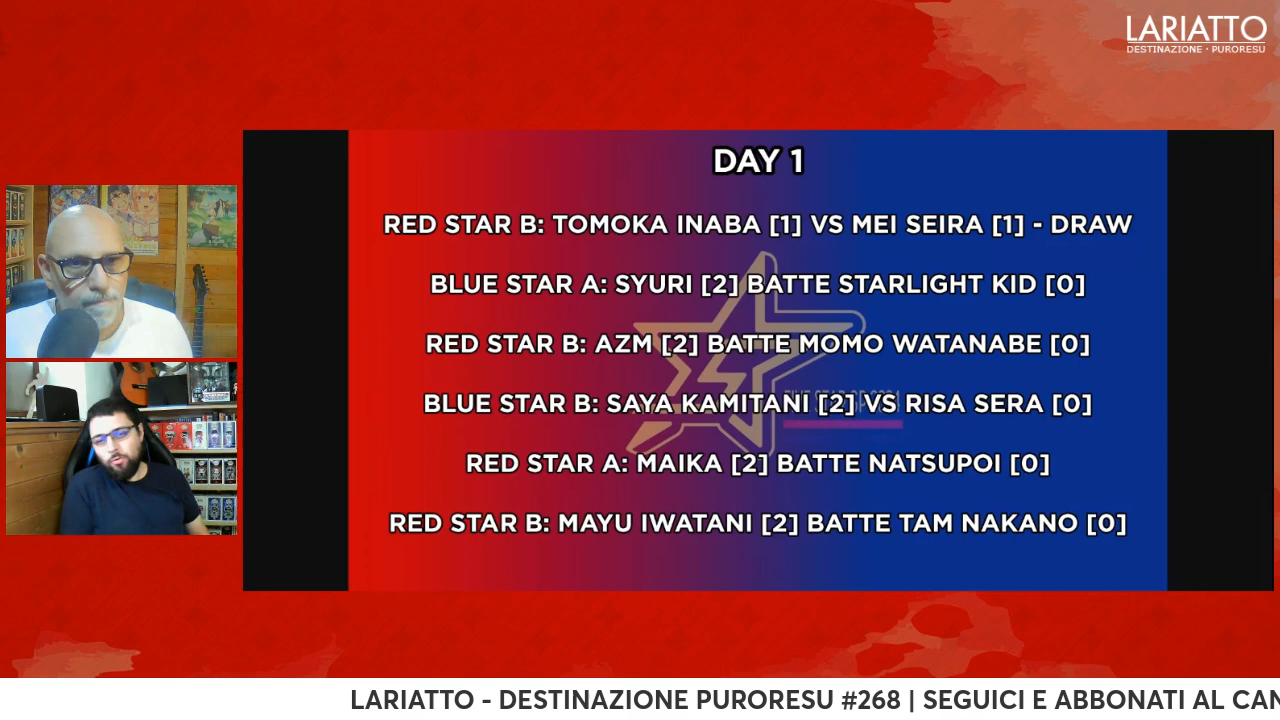 LARIATTO
DESTINAZIONE • PURORESU
DAY 1
RED STAR B: TOMOKA INABA [1] VS MEI SEIRA [1] - DRAW
BLUE STAR A: SYURI [2] BATTE STARLIGHT KID [0]
RED STAR B: AZM [2] BATTE MOMO WATANABE [0]
BLUE STAR B: SAYA KAMITANI [2] VS RISA SERA [0]
RED STAR A: MAIKA [2] BATTE NATSUPOI [0]
RED STAR B: MAYU IWATANI [2] BATTE TAM NAKANO [0]
LARIATTO - DESTINAZIONE PURORESU #268 | SEGUICI E ABBONATI AL CAN